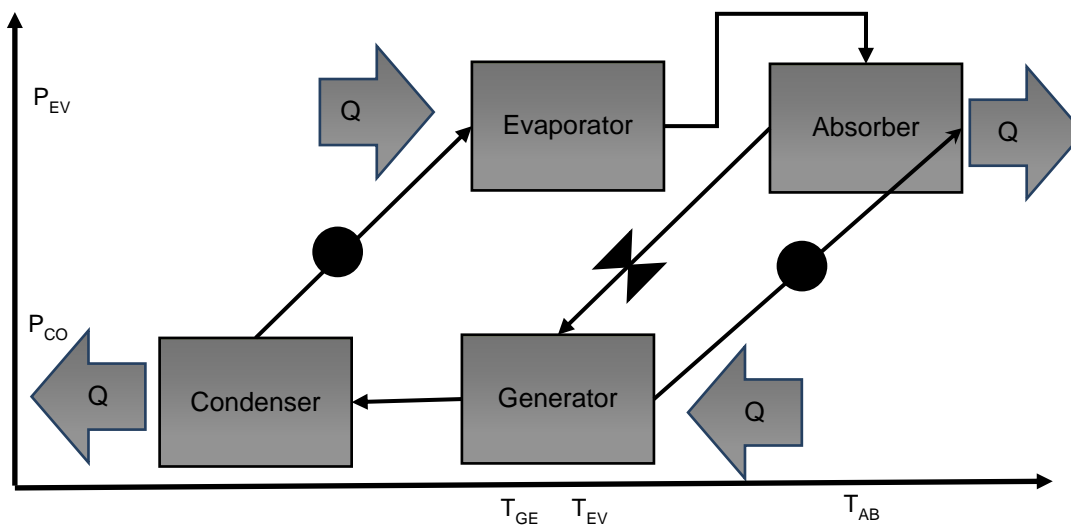 P_EV
Q
Evaporator
Absorber
Q
P_CO
Q
Condenser
Generator
Q
T_GE
T_EV
T_AB